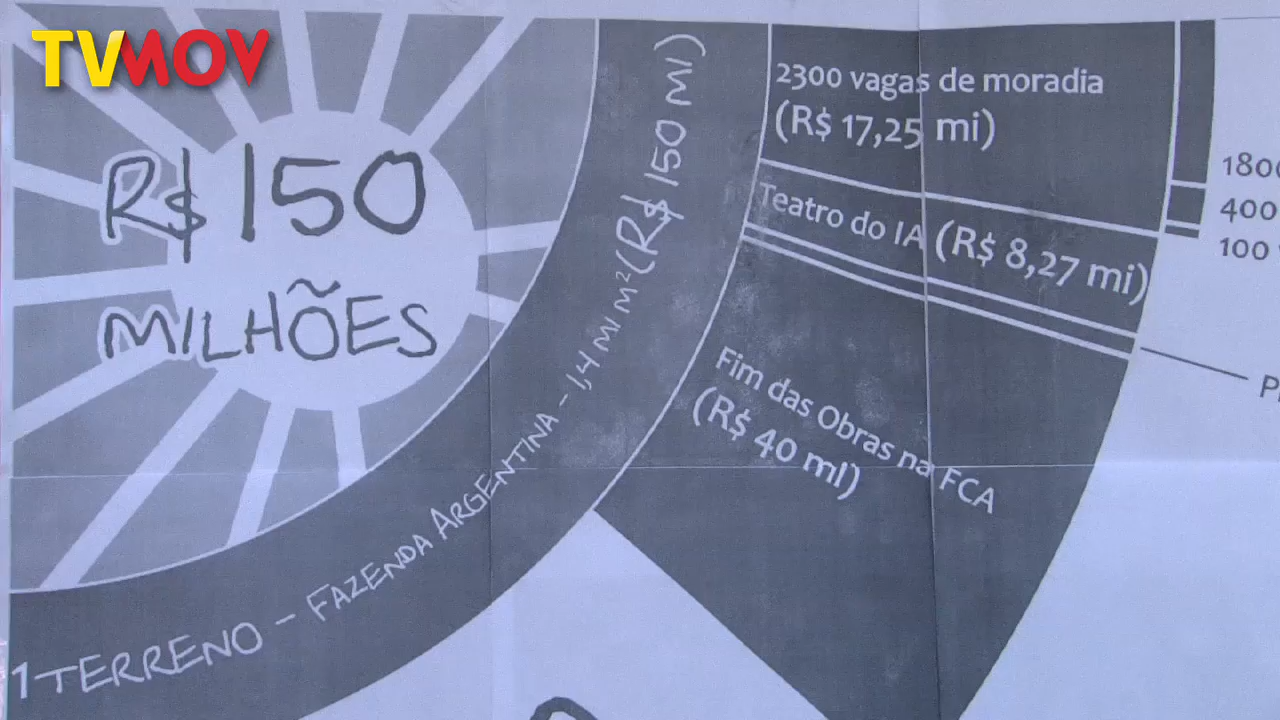 TVMOV
R$ 150
MILHÕES
1 TERRENO - FAZENDA ARGENTINA - 1,4 MI M² (R$ 150 MI)
2300 vagas de moradia
(R$ 17,25 mi)
Teatro do IA (R$ 8,27 mi)
Fim das Obras na FCA
(R$ 40 mI)
400
100